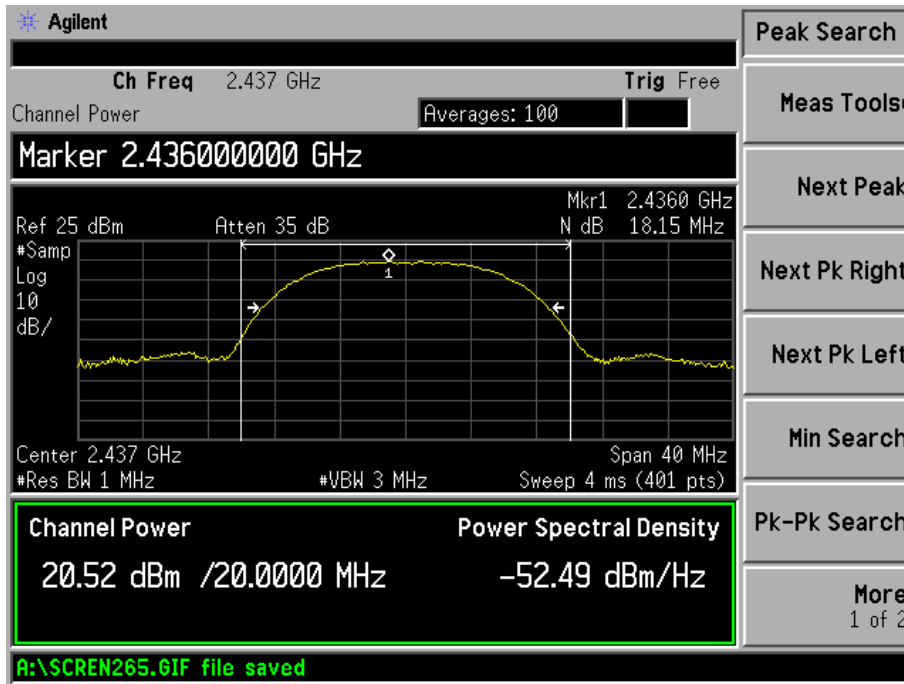 Agilent
Peak Search
Ch Freq 2.437 GHz Trig Free
Channel Power Averages: 100
Meas Tools
Marker 2.436000000 GHz
Mkr1 2.4360 GHz
Ref 25 dBm Atten 35 dB N dB 18.15 MHz
Next Peak
#Samp
Log
10
dB/
1
Next Pk Right
Next Pk Left
Center 2.437 GHz Span 40 MHz
#Res BW 1 MHz #VBW 3 MHz Sweep 4 ms (401 pts)
Min Search
Channel Power Power Spectral Density
20.52 dBm /20.0000 MHz -52.49 dBm/Hz
Pk-Pk Search
More
1 of 2
A:\SCREN265.GIF file saved